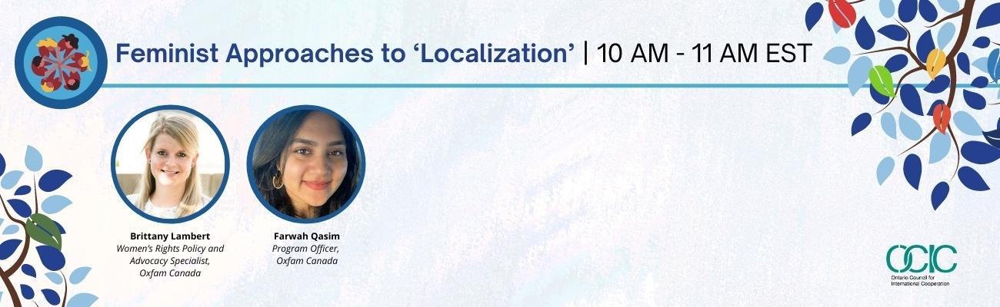 Feminist Approaches to ‘Localization’ | 10 AM - 11 AM EST
Brittany Lambert
Women's Rights Policy and
Advocacy Specialist,
Oxfam Canada
Farwah Qasim
Program Officer,
Oxfam Canada
OCIC
Ontario Council for
International Cooperation